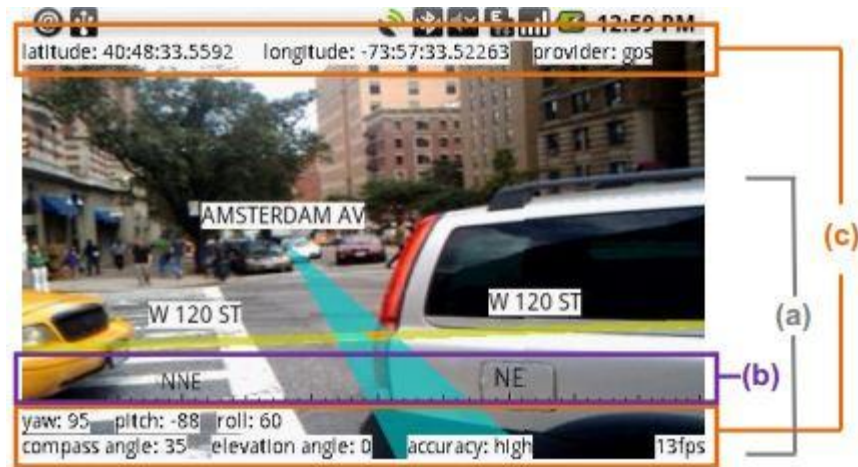 12:59 PM
latitude: 40:48:33.5592 longitude: -73:57:33.52263 provider: gps
AMSTERDAM AV
(c)
W 120 ST W 120 ST
(a)
NNE NE
(b)
yaw: 95 pitch: -88 roll: 60
compass angle: 35 elevation angle: 0 accuracy: high 13fps